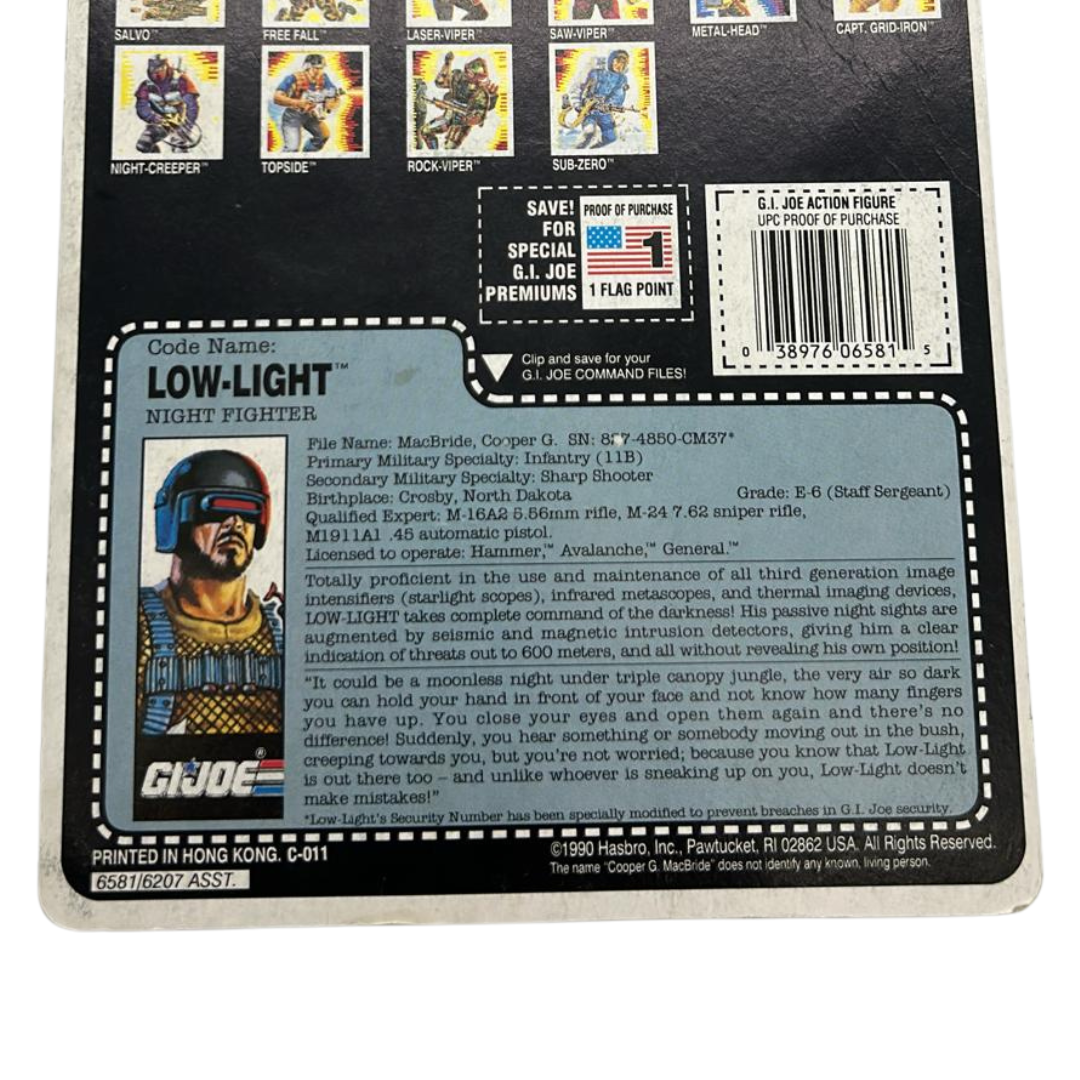 SALVO™ FREE FALL™ LASER-VIPER™ SAW-VIPER™ METAL-HEAD™ CAPT. GRID-IRON™
NIGHT-CREEPER™ TOPSIDE™ ROCK-VIPER™ SUB-ZERO™
SAVE!
FOR
SPECIAL
G.I. JOE
PREMIUMS
PROOF OF PURCHASE
1
1 FLAG POINT
G.I. JOE ACTION FIGURE
UPC PROOF OF PURCHASE
0 38976 06581 5
Clip and save for your
G.I. JOE COMMAND FILES!
Code Name:
LOW-LIGHT™
NIGHT FIGHTER
File Name: MacBride, Cooper G. SN: 827-4850-CM37*
Primary Military Specialty: Infantry (11B)
Secondary Military Specialty: Sharp Shooter
Birthplace: Crosby, North Dakota Grade: E-6 (Staff Sergeant)
Qualified Expert: M-16A2 5.56mm rifle, M-24 7.62 sniper rifle,
M1911A1 .45 automatic pistol.
Licensed to operate: Hammer,™ Avalanche,™ General.™
Totally proficient in the use and maintenance of all third generation image
intensifiers (starlight scopes), infrared metascopes, and thermal imaging devices,
LOW-LIGHT takes complete command of the darkness! His passive night sights are
augmented by seismic and magnetic intrusion detectors, giving him a clear
indication of threats out to 600 meters, and all without revealing his own position!
"It could be a moonless night under triple canopy jungle, the very air so dark
you can hold your hand in front of your face and not know how many fingers
you have up. You close your eyes and open them again and there's no
difference! Suddenly, you hear something or somebody moving out in the bush,
creeping towards you, but you're not worried; because you know that Low-Light
is out there too – and unlike whoever is sneaking up on you, Low-Light doesn't
make mistakes!"
*Low-Light's Security Number has been specially modified to prevent breaches in G.I. Joe security.
GI JOE®
PRINTED IN HONG KONG. C-011
6581/6207 ASST.
©1990 Hasbro, Inc., Pawtucket, RI 02862 USA. All Rights Reserved.
The name "Cooper G. MacBride" does not identify any known, living person.